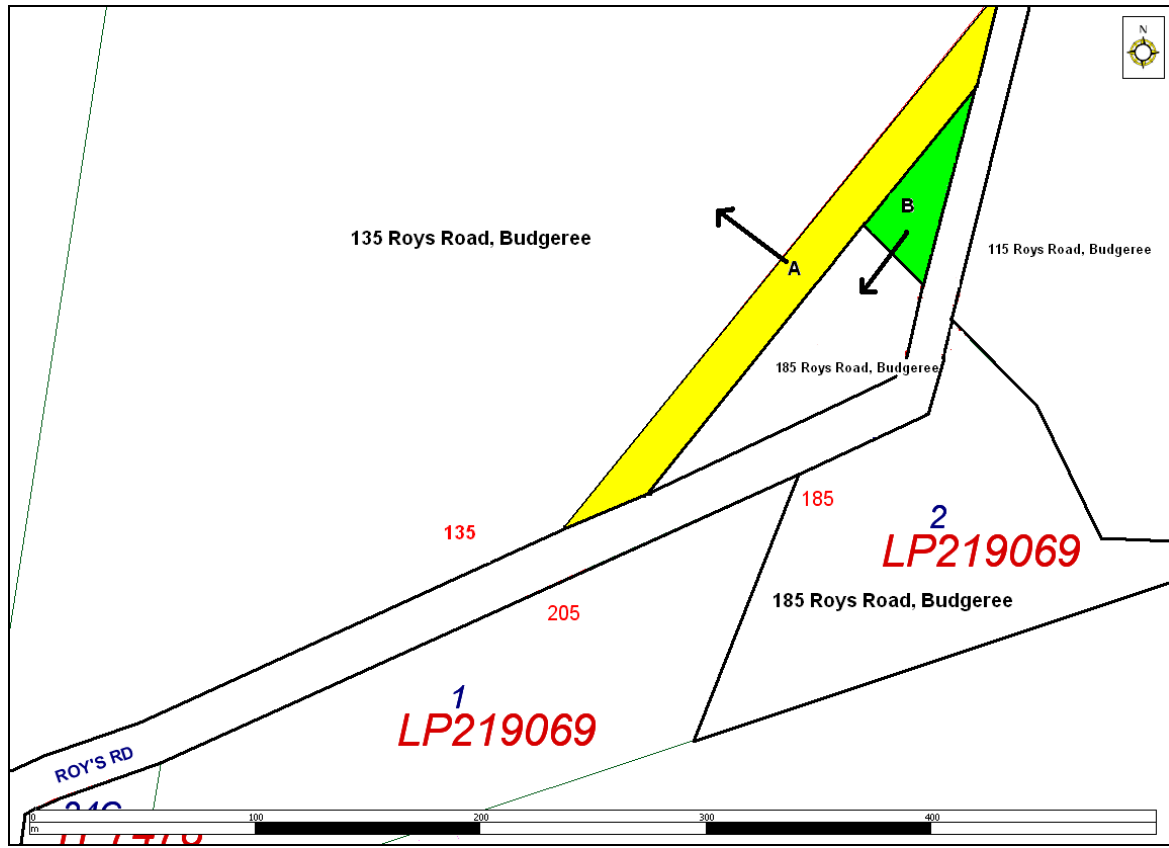 N
B
135 Roys Road, Budgeree
115 Roys Road, Budgeree
A
185 Roys Road, Budgeree
185
2
135
LP219069
185 Roys Road, Budgeree
205
1
LP219069
ROY'S RD
0 100 200 300 400
m